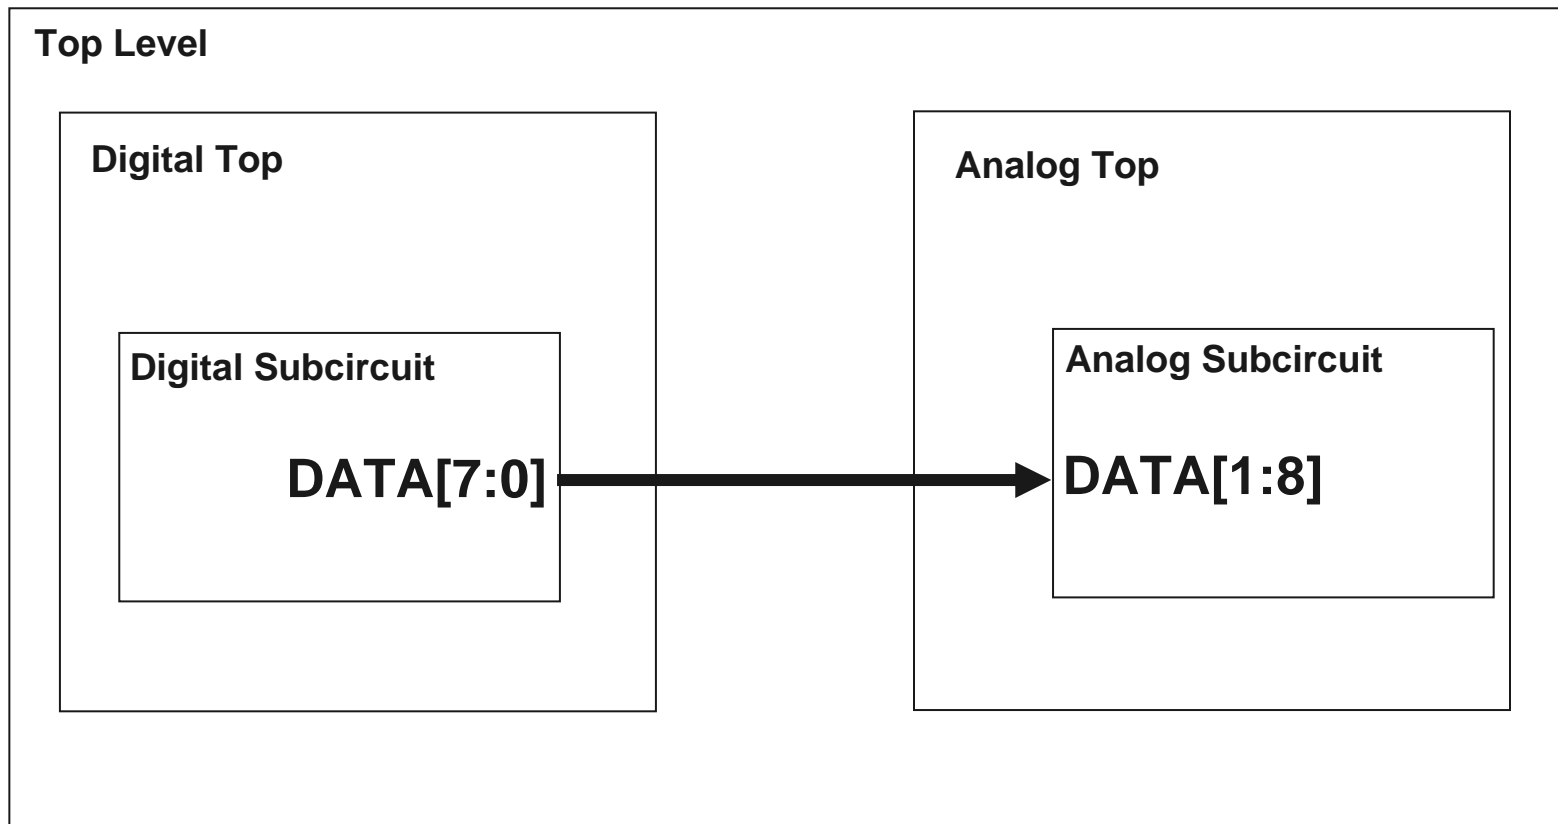 Top Level
Digital Top
Analog Top
Digital Subcircuit
Analog Subcircuit
DATA[7:0]
DATA[1:8]